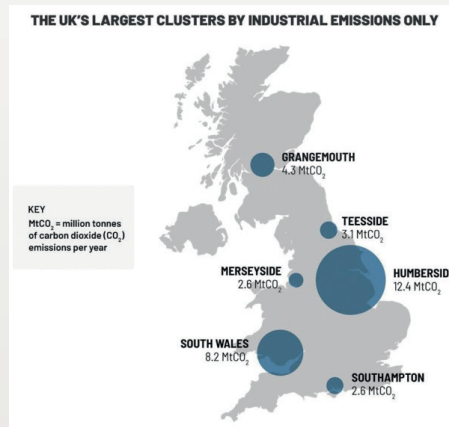 THE UK'S LARGEST CLUSTERS BY INDUSTRIAL EMISSIONS ONLY
GRANGEMOUTH
4.3 MtCO₂
KEY
MtCO₂ = million tonnes
of carbon dioxide (CO₂)
emissions per year
TEESSIDE
3.1 MtCO₂
MERSEYSIDE
2.6 MtCO₂
HUMBERSID
12.4 MtCO₂
SOUTH WALES
8.2 MtCO₂
SOUTHAMPTON
2.6 MtCO₂